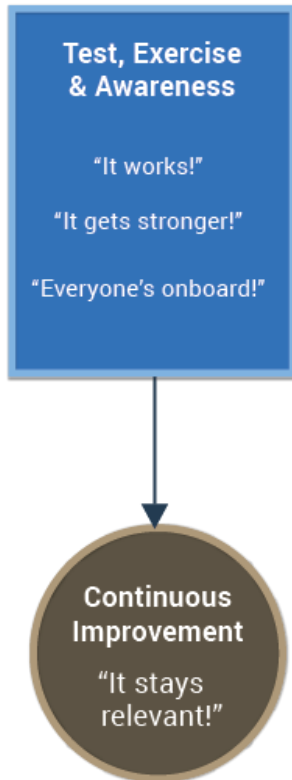 Test, Exercise
& Awareness
“It works!”
“It gets stronger!”
“Everyone’s onboard!”
Continuous
Improvement
“It stays
relevant!”